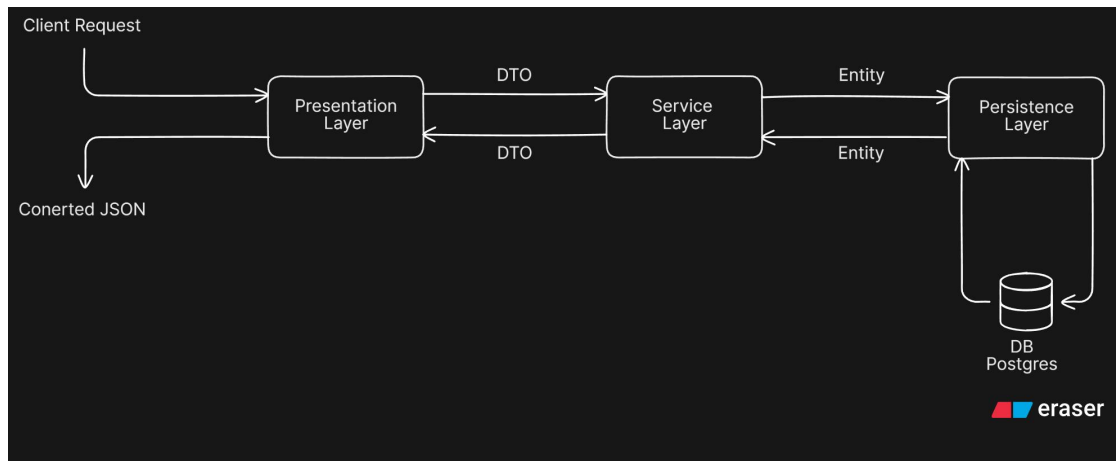 Client Request
DTO
Entity
Presentation
Layer
Service
Layer
Persistence
Layer
DTO
Entity
Conerted JSON
DB
Postgres
eraser